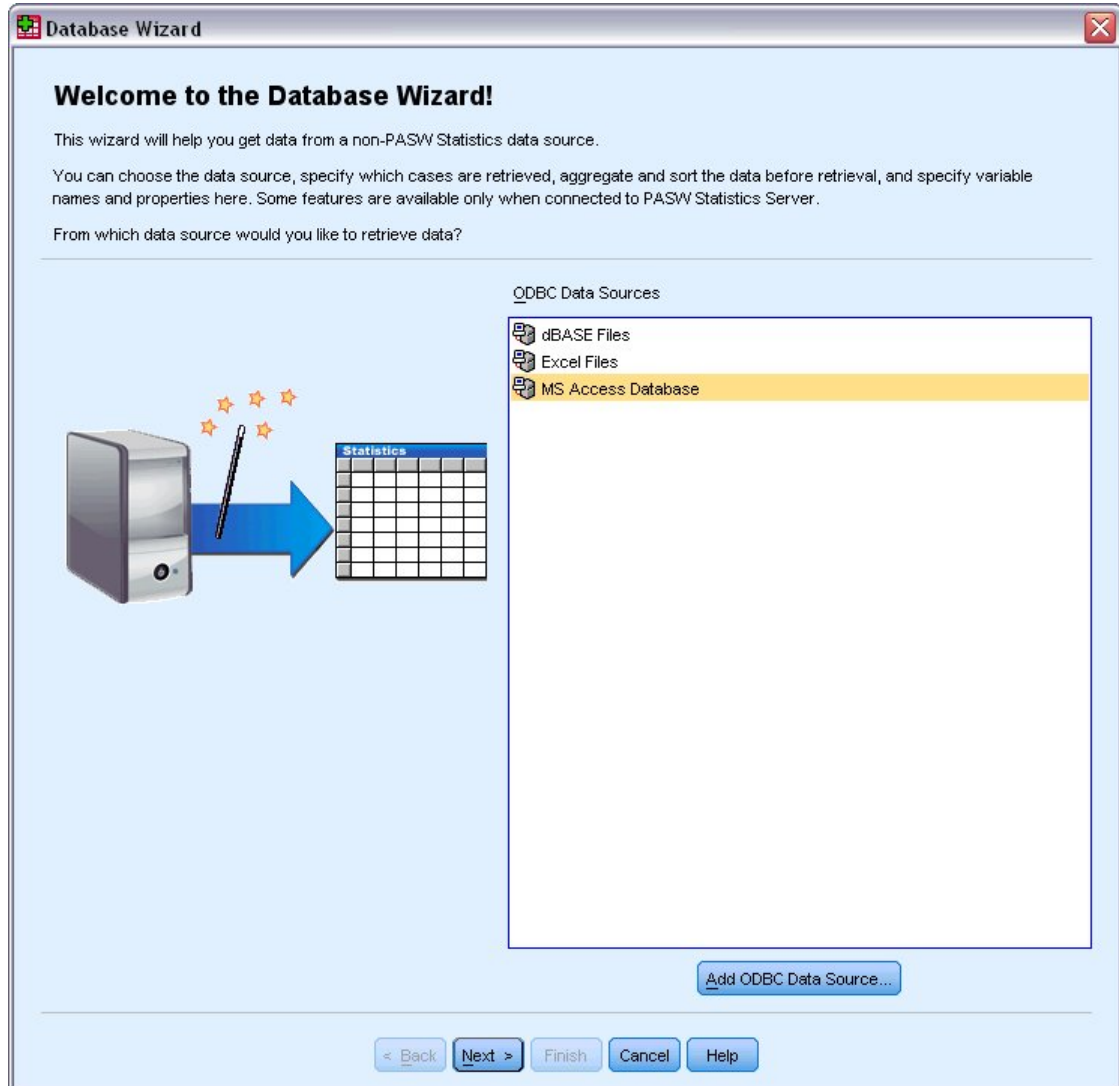 Database Wizard
Welcome to the Database Wizard!
This wizard will help you get data from a non-PASW Statistics data source.
You can choose the data source, specify which cases are retrieved, aggregate and sort the data before retrieval, and specify variable
names and properties here. Some features are available only when connected to PASW Statistics Server.
From which data source would you like to retrieve data?
ODBC Data Sources
dBASE Files
Excel Files
MS Access Database
Statistics
Add ODBC Data Source...
< Back
Next >
Finish
Cancel
Help